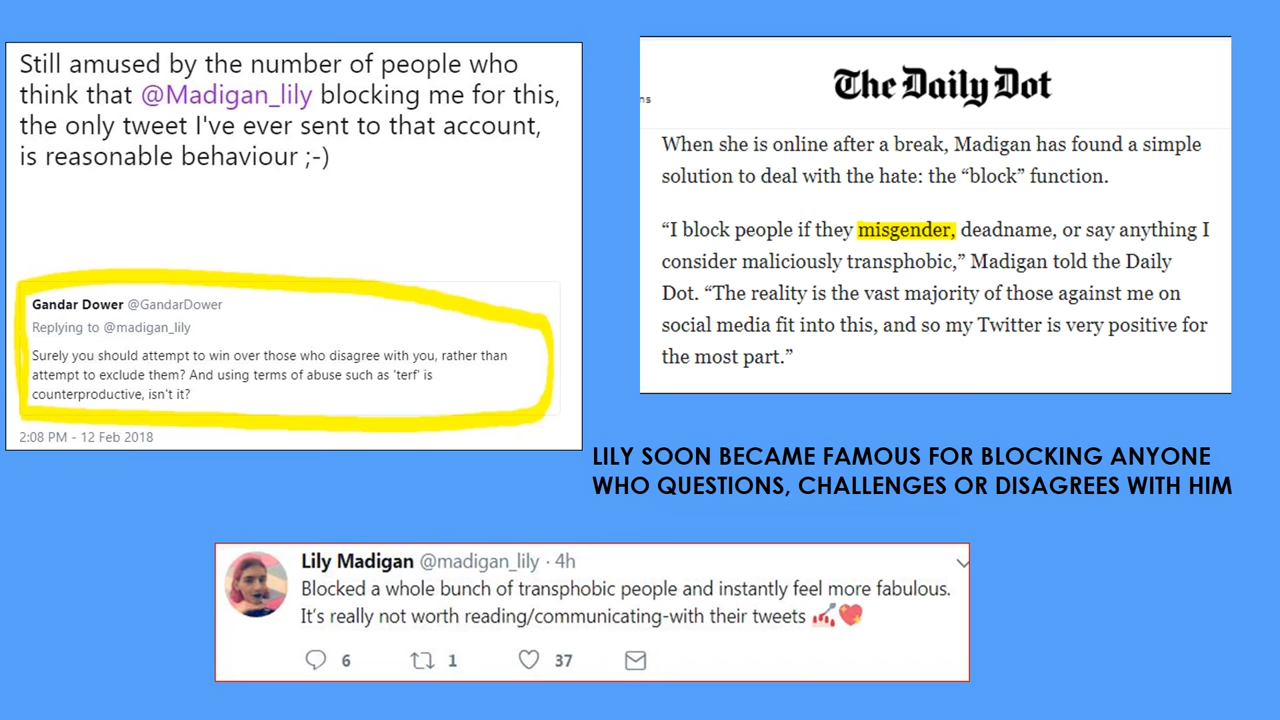 Still amused by the number of people who
think that @Madigan_lily blocking me for this,
the only tweet I've ever sent to that account,
is reasonable behaviour ;-)
Gandar Dower @GandarDower
Replying to @madigan_lily
Surely you should attempt to win over those who disagree with you, rather than
attempt to exclude them? And using terms of abuse such as 'terf' is
counterproductive, isn't it?
2:08 PM - 12 Feb 2018
The Daily Dot
ns
When she is online after a break, Madigan has found a simple
solution to deal with the hate: the “block” function.
“I block people if they misgender, deadname, or say anything I
consider maliciously transphobic,” Madigan told the Daily
Dot. “The reality is the vast majority of those against me on
social media fit into this, and so my Twitter is very positive for
the most part.”
LILY SOON BECAME FAMOUS FOR BLOCKING ANYONE
WHO QUESTIONS, CHALLENGES OR DISAGREES WITH HIM
Lily Madigan @madigan_lily · 4h
Blocked a whole bunch of transphobic people and instantly feel more fabulous.
It's really not worth reading/communicating-with their tweets 💅💖
6 1 37